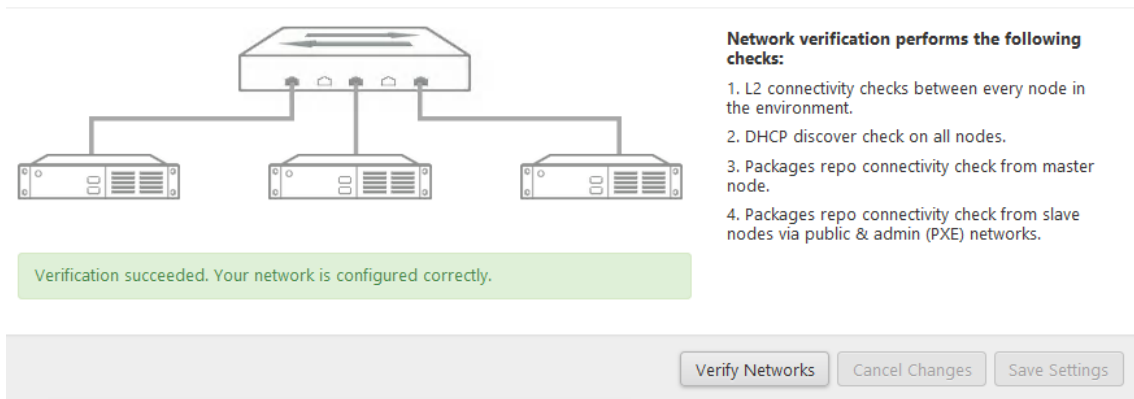 Network verification performs the following
checks:
1. L2 connectivity checks between every node in
the environment.
2. DHCP discover check on all nodes.
3. Packages repo connectivity check from master
node.
4. Packages repo connectivity check from slave
nodes via public & admin (PXE) networks.
Verification succeeded. Your network is configured correctly.
Verify Networks
Cancel Changes
Save Settings